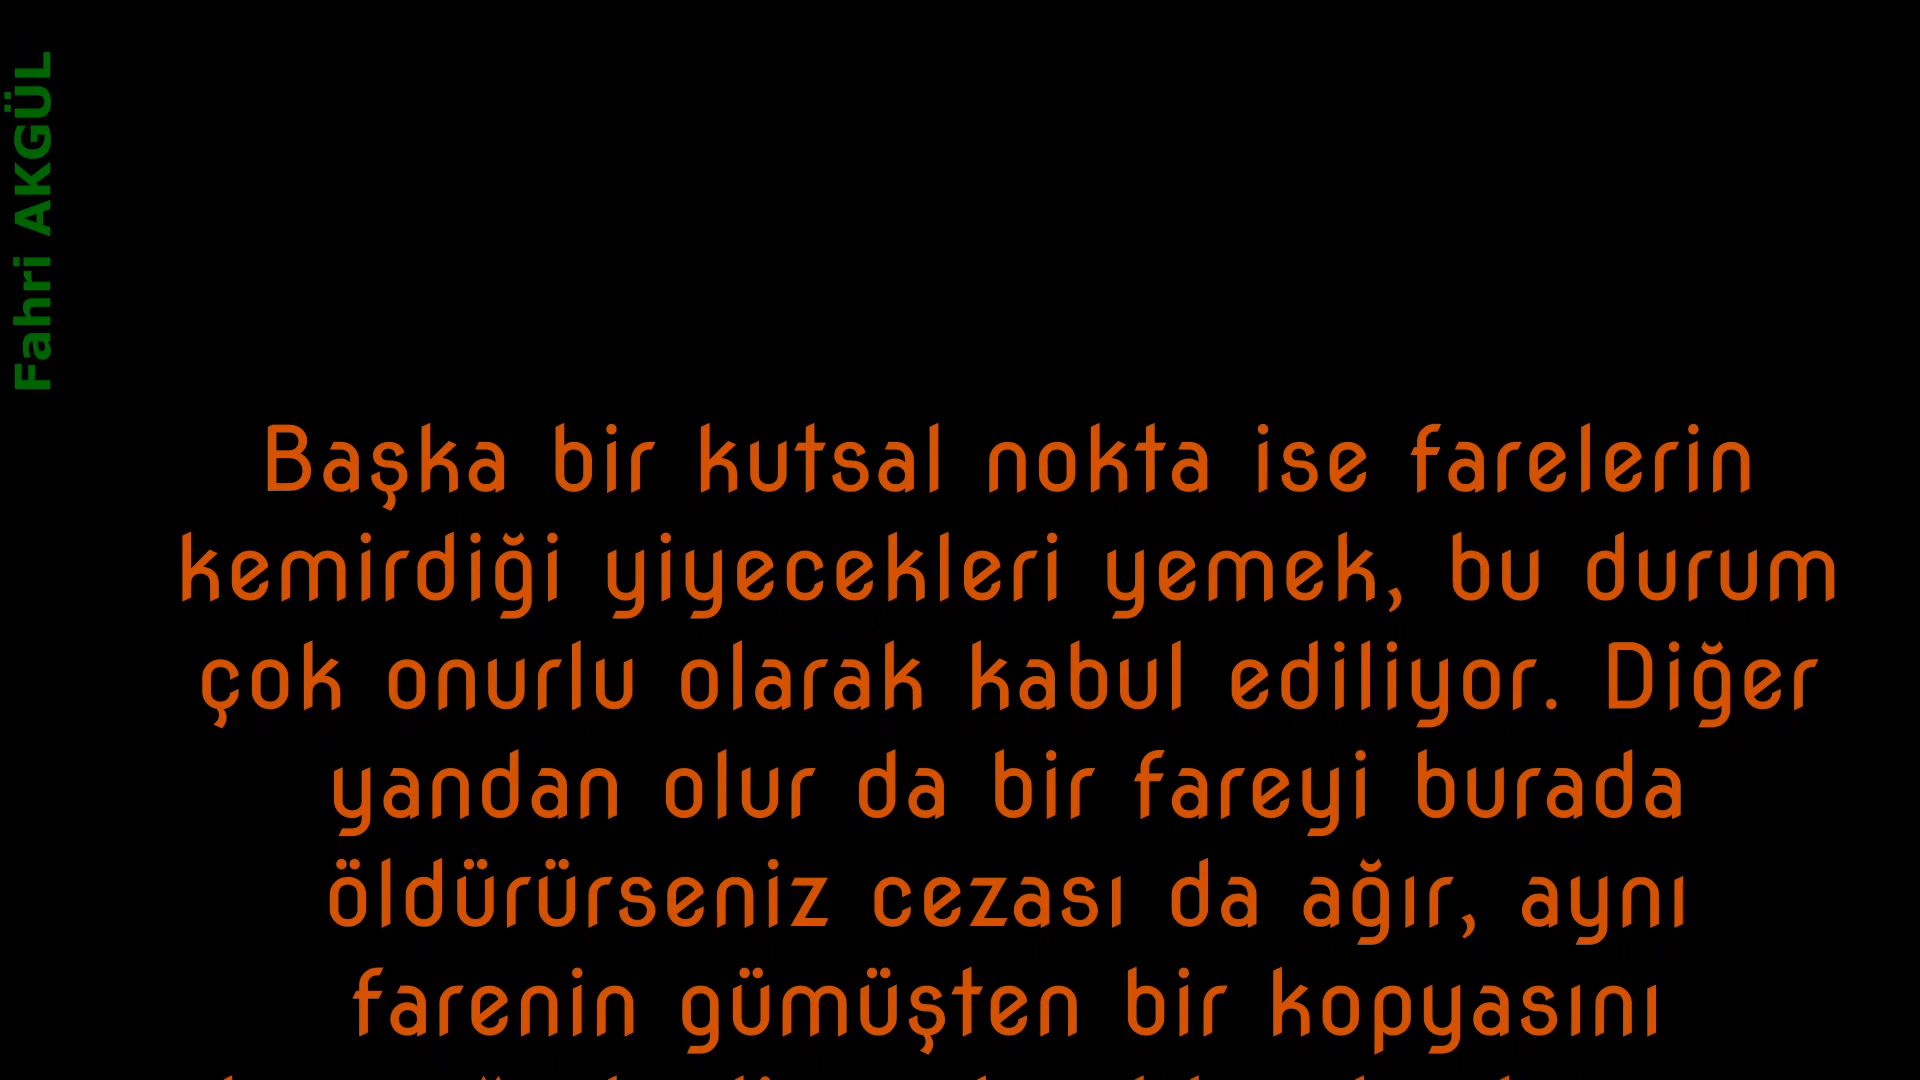 Fahri AKGÜL
Başka bir kutsal nokta ise farelerin
kemirdiği yiyecekleri yemek, bu durum
çok onurlu olarak kabul ediliyor. Diğer
yandan olur da bir fareyi burada
öldürürseniz cezası da ağır, aynı
farenin gümüşten bir kopyasını